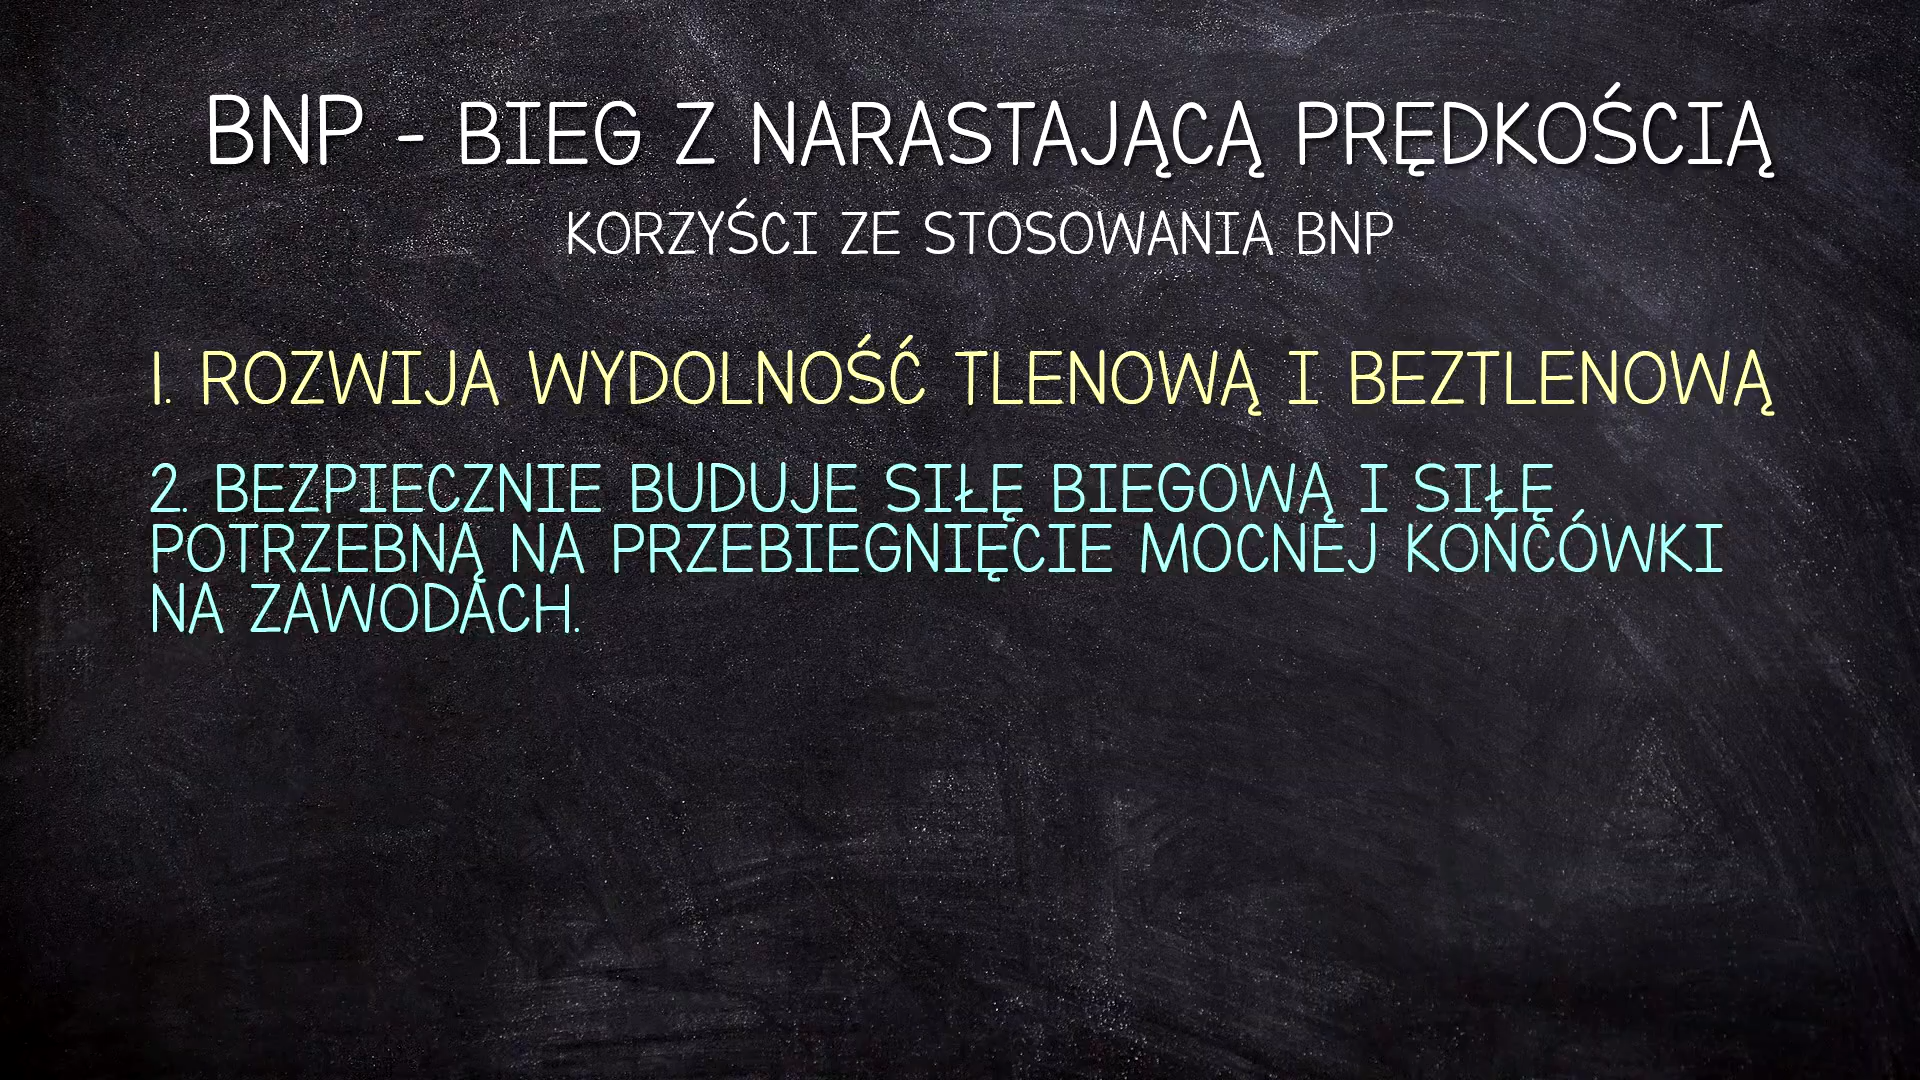 BNP - BIEG Z NARASTAJĄCĄ PRĘDKOŚCIĄ
KORZYŚCI ZE STOSOWANIA BNP
1. ROZWIJA WYDOLNOŚĆ TLENOWĄ I BEZTLENOWĄ
2. BEZPIECZNIE BUDUJE SIŁĘ BIEGOWĄ I SIŁĘ
POTRZEBNĄ NA PRZEBIEGNIĘCIE MOCNEJ KOŃCÓWKI
NA ZAWODACH.